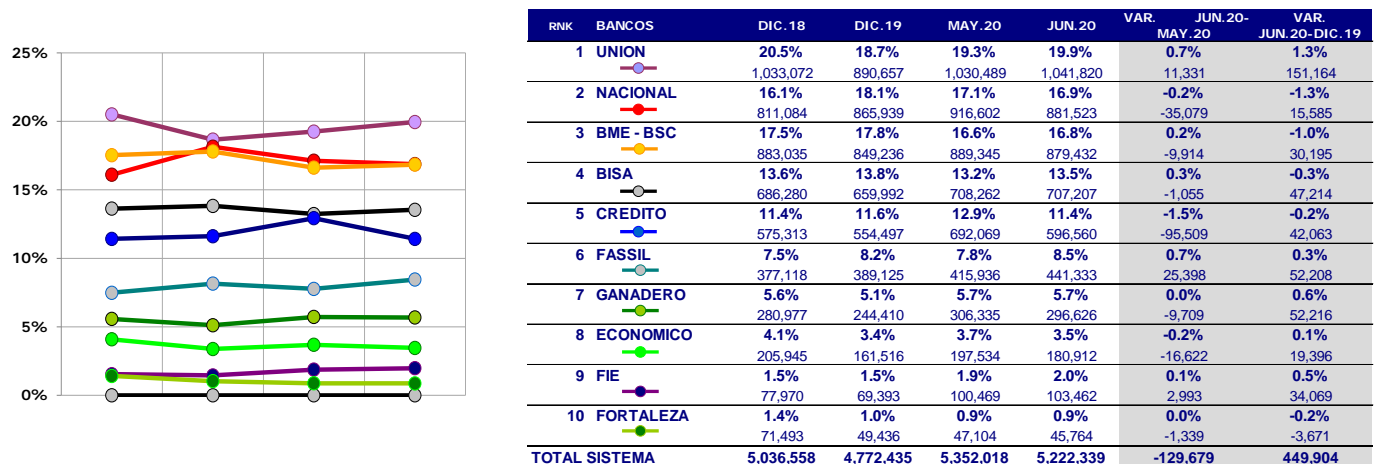 25%
20%
15%
10%
5%
0%
RNK BANCOS DIC.18 DIC.19 MAY.20 JUN.20 VAR. JUN.20- VAR.
MAY.20 JUN.20-DIC.19
1 UNION 20.5% 18.7% 19.3% 19.9% 0.7% 1.3%
1,033,072 890,657 1,030,489 1,041,820 11,331 151,164
2 NACIONAL 16.1% 18.1% 17.1% 16.9% -0.2% -1.3%
811,084 865,939 916,602 881,523 -35,079 15,585
3 BME - BSC 17.5% 17.8% 16.6% 16.8% 0.2% -1.0%
883,035 849,236 889,345 879,432 -9,914 30,195
4 BISA 13.6% 13.8% 13.2% 13.5% 0.3% -0.3%
686,280 659,992 708,262 707,207 -1,055 47,214
5 CREDITO 11.4% 11.6% 12.9% 11.4% -1.5% -0.2%
575,313 554,497 692,069 596,560 -95,509 42,063
6 FASSIL 7.5% 8.2% 7.8% 8.5% 0.7% 0.3%
377,118 389,125 415,936 441,333 25,398 52,208
7 GANADERO 5.6% 5.1% 5.7% 5.7% 0.0% 0.6%
280,977 244,410 306,335 296,626 -9,709 52,216
8 ECONOMICO 4.1% 3.4% 3.7% 3.5% -0.2% 0.1%
205,945 161,516 197,534 180,912 -16,622 19,396
9 FIE 1.5% 1.5% 1.9% 2.0% 0.1% 0.5%
77,970 69,393 100,469 103,462 2,993 34,069
10 FORTALEZA 1.4% 1.0% 0.9% 0.9% 0.0% -0.2%
71,493 49,436 47,104 45,764 -1,339 -3,671
TOTAL SISTEMA 5,036,558 4,772,435 5,352,018 5,222,339 -129,679 449,904